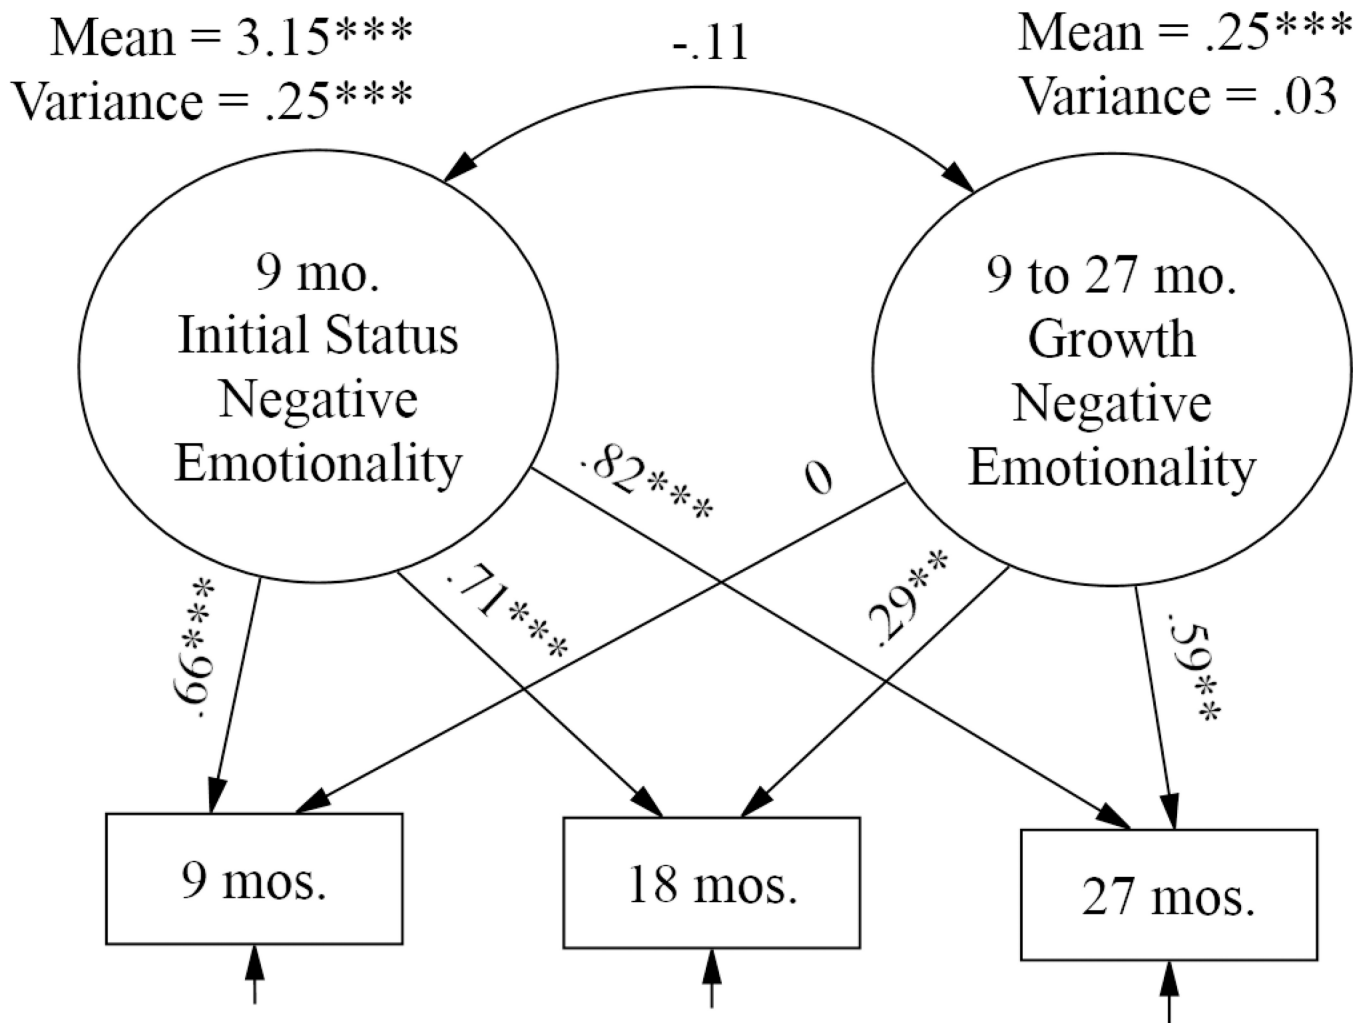 Mean = 3.15***
Variance = .25***
-.11
Mean = .25***
Variance = .03
9 mo.
Initial Status
Negative
Emotionality
9 to 27 mo.
Growth
Negative
Emotionality
.66***
.71***
.82***
0
.29**
.59**
9 mos.
18 mos.
27 mos.